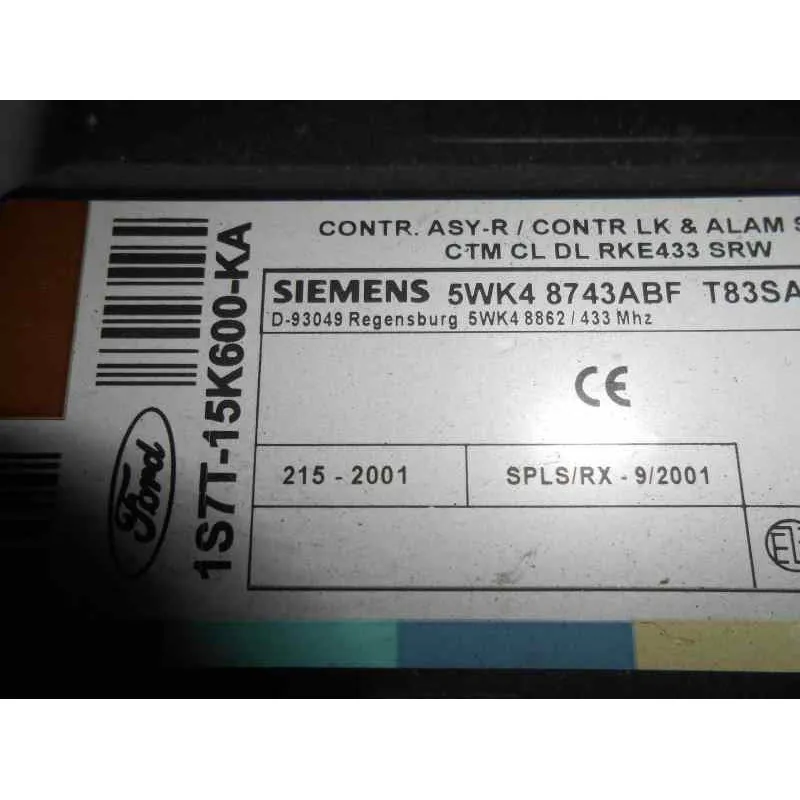 CONTR. ASY-R / CONTR LK & ALAM
CTM CL DL RKE433 SRW
SIEMENS 5WK4 8743ABF T83SA
D-93049 Regensburg 5WK4 8862 / 433 Mhz
CE
215 - 2001 SPLS/RX - 9/2001
Ford
1S7T-15K600-KA